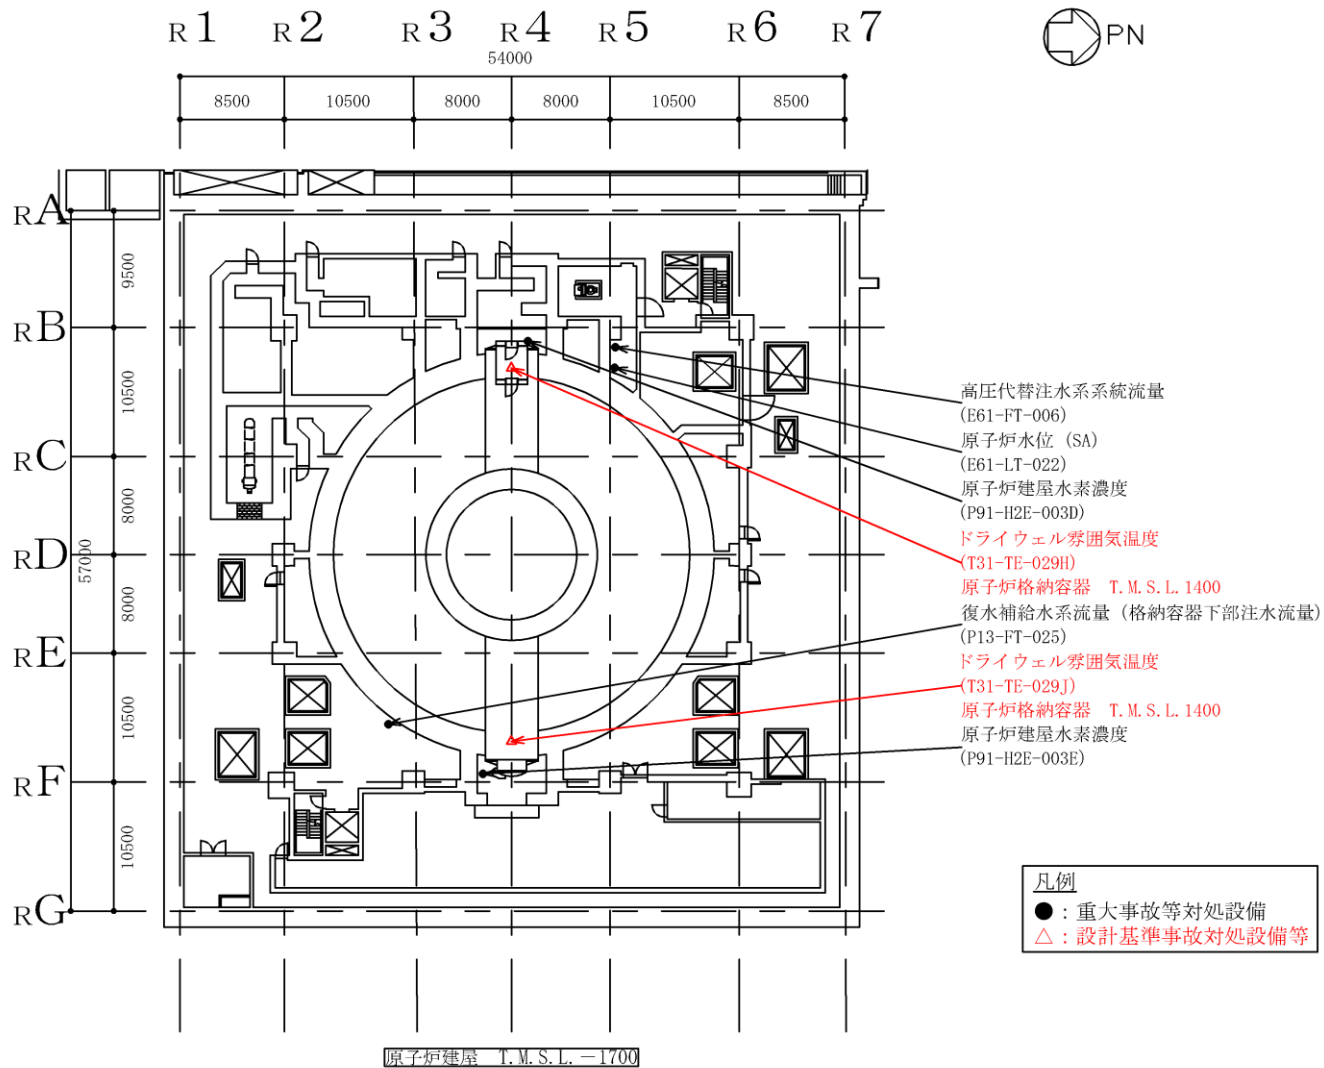 R1 R2 R3 R4 R5 R6 R7
PN
54000
8500 10500 8000 8000 10500 8500
RA
9500
RB
10500
RC
8000
RD
57000
8000
RE
10500
RF
10500
RG
高圧代替注水系系統流量
(E61-FT-006)
原子炉水位 (SA)
(E61-LT-022)
原子炉建屋水素濃度
(P91-H2E-003D)
ドライウェル雰囲気温度
(T31-TE-029H)
原子炉格納容器 T.M.S.L.1400
復水補給水系流量 (格納容器下部注水流量)
(P13-FT-025)
ドライウェル雰囲気温度
(T31-TE-029J)
原子炉格納容器 T.M.S.L.1400
原子炉建屋水素濃度
(P91-H2E-003E)
凡例
● : 重大事故等対処設備
△ : 設計基準事故対処設備等
原子炉建屋 T.M.S.L.-1700